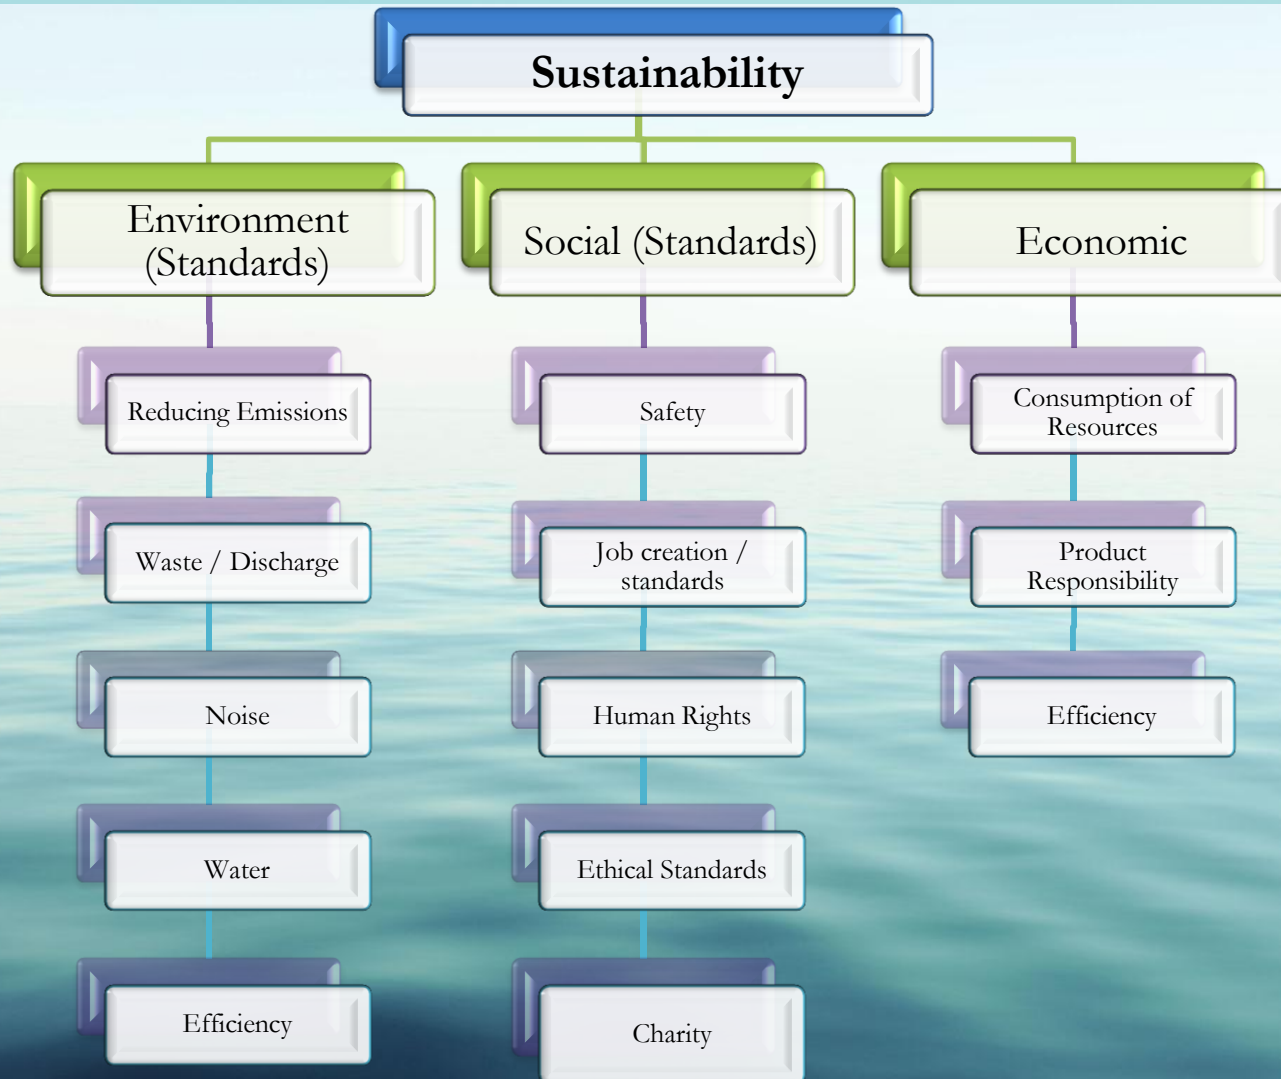 Sustainability
Environment
(Standards)
Social (Standards)
Economic
Reducing Emissions
Safety
Consumption of
Resources
Waste / Discharge
Job creation /
standards
Product
Responsibility
Noise
Human Rights
Efficiency
Water
Ethical Standards
Efficiency
Charity